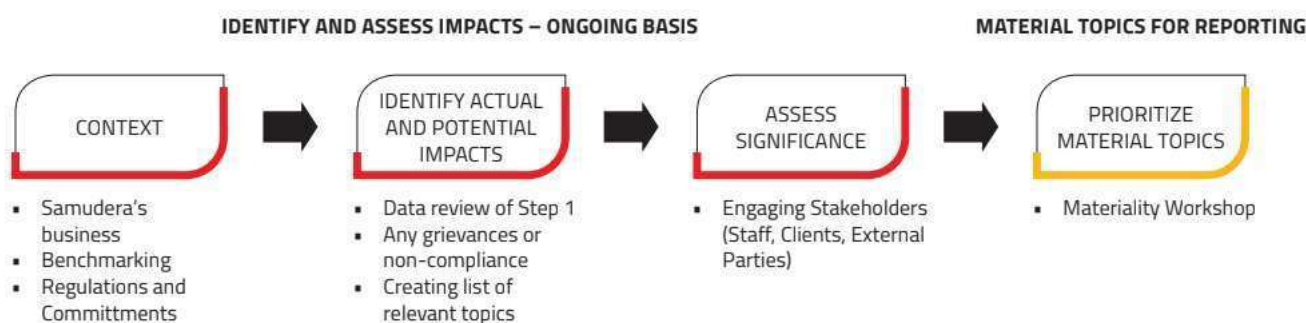 IDENTIFY AND ASSESS IMPACTS – ONGOING BASIS
MATERIAL TOPICS FOR REPORTING
CONTEXT
▪ Samudera's
business
▪ Benchmarking
▪ Regulations and
Committments
IDENTIFY ACTUAL
AND POTENTIAL
IMPACTS
▪ Data review of Step 1
▪ Any grievances or
non-compliance
▪ Creating list of
relevant topics
ASSESS
SIGNIFICANCE
▪ Engaging Stakeholders
(Staff, Clients, External
Parties)
PRIORITIZE
MATERIAL TOPICS
▪ Materiality Workshop